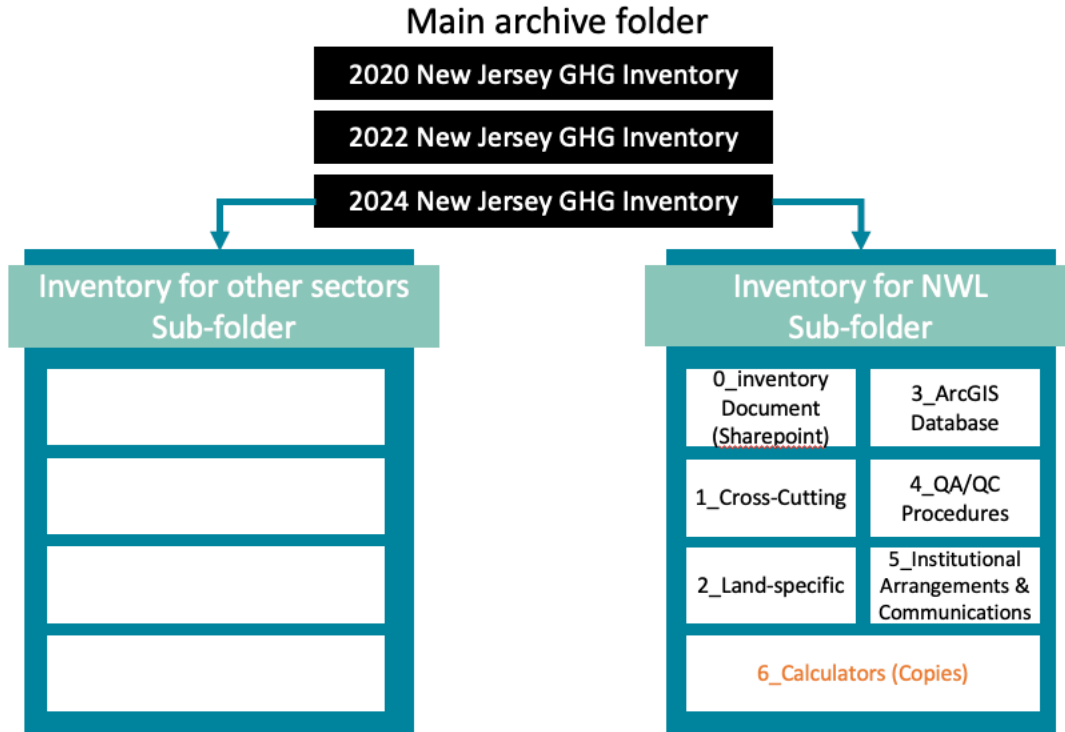 Main archive folder
2020 New Jersey GHG Inventory
2022 New Jersey GHG Inventory
2024 New Jersey GHG Inventory
Inventory for other sectors
Sub-folder
Inventory for NWL
Sub-folder
0_inventory
Document
(Sharepoint)
3_ArcGIS
Database
1_Cross-Cutting
4_QA/QC
Procedures
2_Land-specific
5_Institutional
Arrangements &
Communications
6_Calculators (Copies)